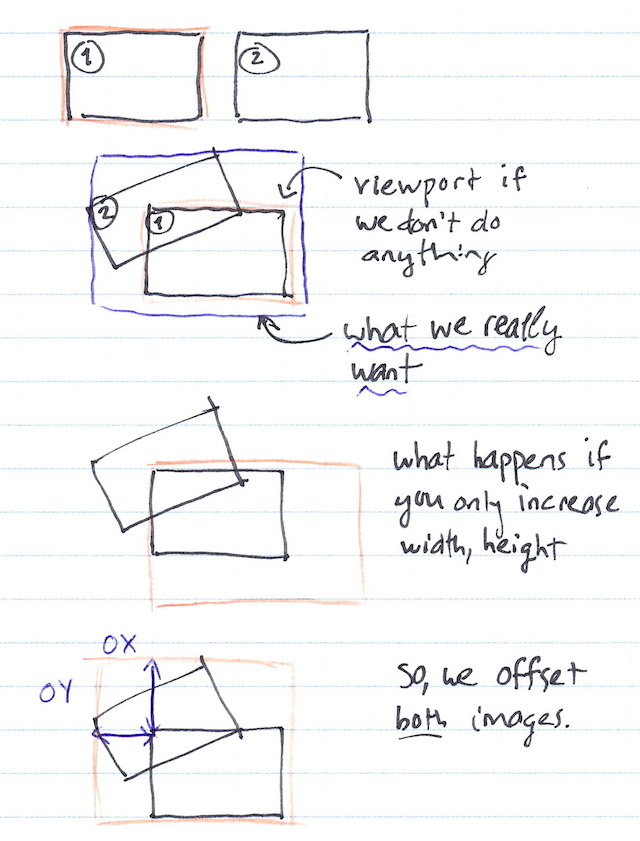 1
2
viewport if
we don't do
anything
2
1
what we really
want
what happens if
you only increase
width, height
OX
OY
So, we offset
both images.